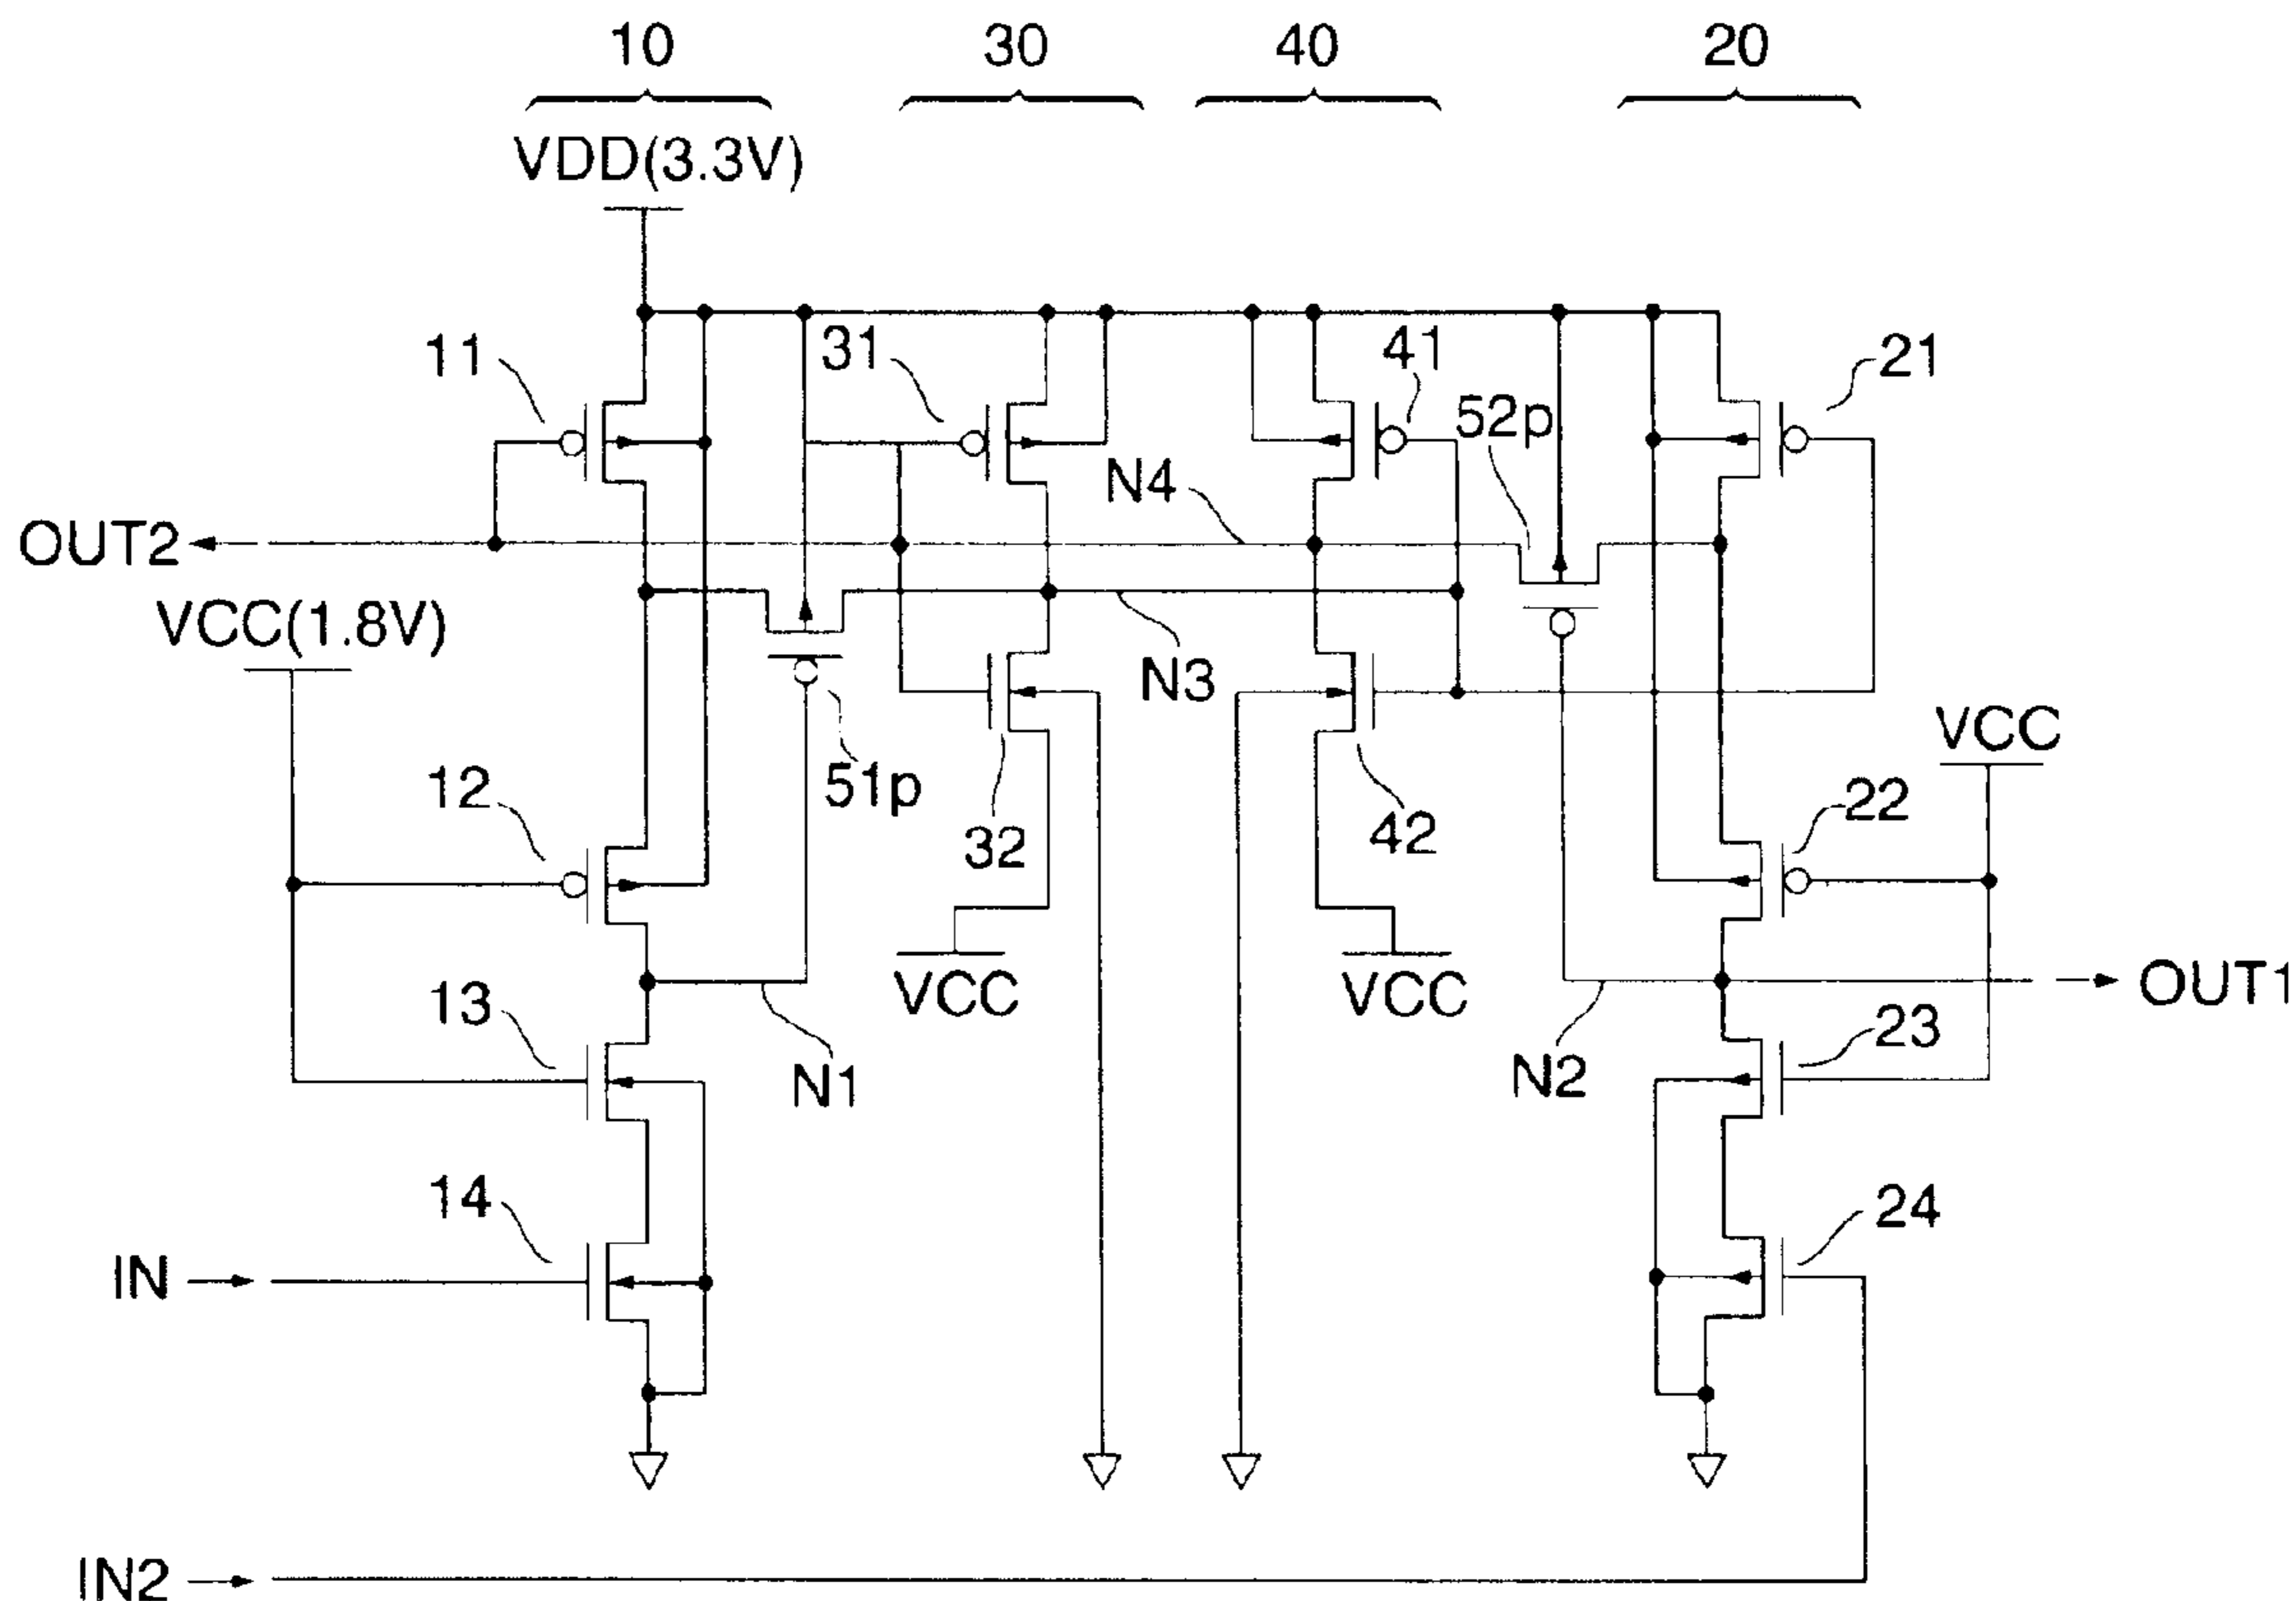 10
30
40
20
VDD(3.3V)
11
31
41
52p
21
N4
OUT2
VCC(1.8V)
N3
VCC
12
51p
32
42
22
VCC
VCC
OUT1
13
N1
N2
23
14
24
IN
IN2